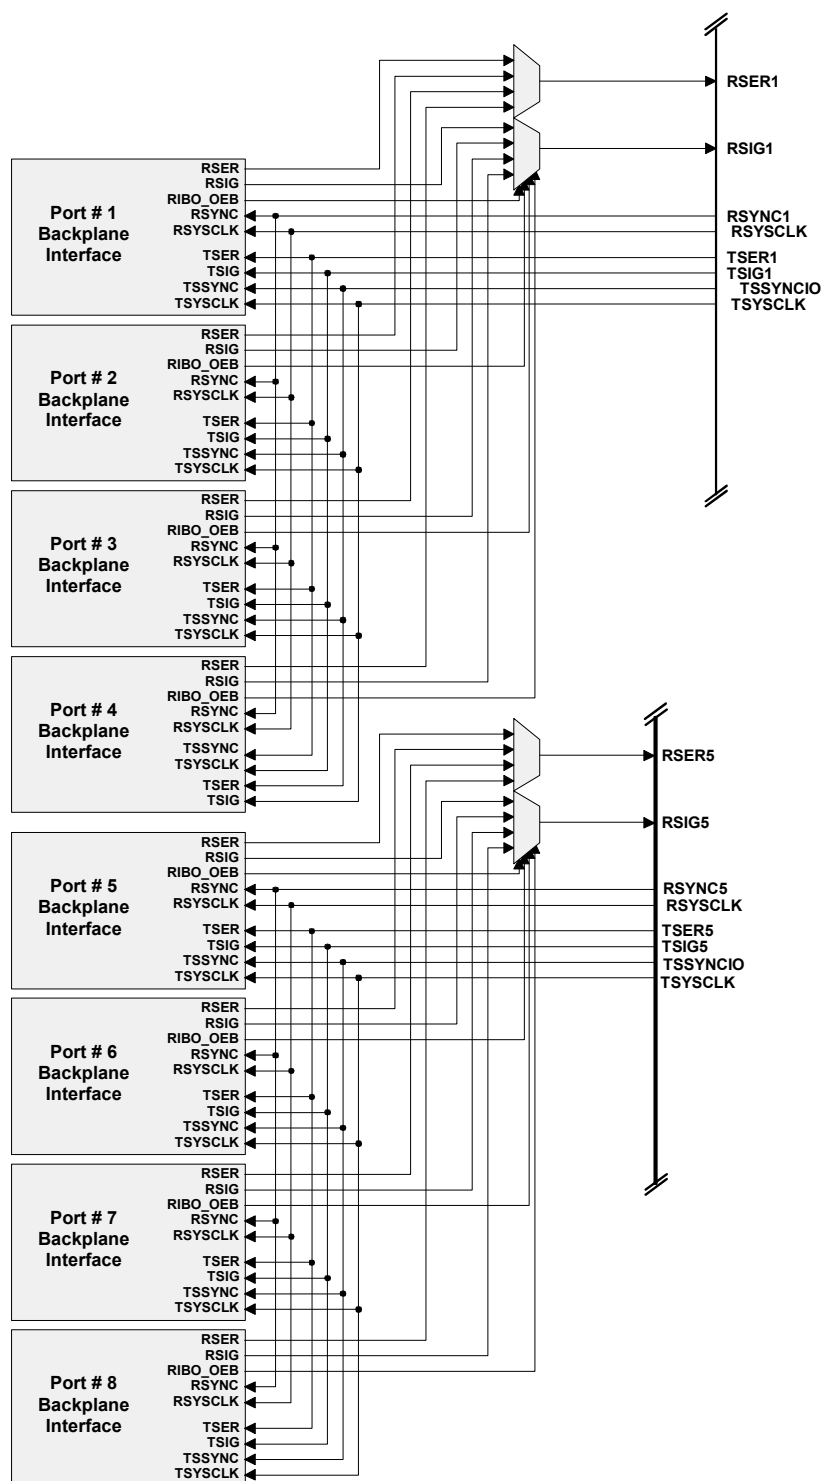 RSER1
RSIG1
Port # 1
Backplane
Interface
RSER
RSIG
RIBO_OEB
RSYNC
RSYSCLK
TSER
TSIG
TSSYNC
TSYSCLK
RSYNC1
RSYSCLK
TSER1
TSIG1
TSSYNCIO
TSYSCLK
Port # 2
Backplane
Interface
RSER
RSIG
RIBO_OEB
RSYNC
RSYSCLK
TSER
TSIG
TSSYNC
TSYSCLK
Port # 3
Backplane
Interface
RSER
RSIG
RIBO_OEB
RSYNC
RSYSCLK
TSER
TSIG
TSSYNC
TSYSCLK
Port # 4
Backplane
Interface
RSER
RSIG
RIBO_OEB
RSYNC
RSYSCLK
TSSYNC
TSYSCLK
TSER
TSIG
RSER5
RSIG5
Port # 5
Backplane
Interface
RSER
RSIG
RIBO_OEB
RSYNC
RSYSCLK
TSER
TSIG
TSSYNC
TSYSCLK
RSYNC5
RSYSCLK
TSER5
TSIG5
TSSYNCIO
TSYSCLK
Port # 6
Backplane
Interface
RSER
RSIG
RIBO_OEB
RSYNC
RSYSCLK
TSER
TSIG
TSSYNC
TSYSCLK
Port # 7
Backplane
Interface
RSER
RSIG
RIBO_OEB
RSYNC
RSYSCLK
TSER
TSIG
TSSYNC
TSYSCLK
Port # 8
Backplane
Interface
RSER
RSIG
RIBO_OEB
RSYNC
RSYSCLK
TSER
TSIG
TSSYNC
TSYSCLK